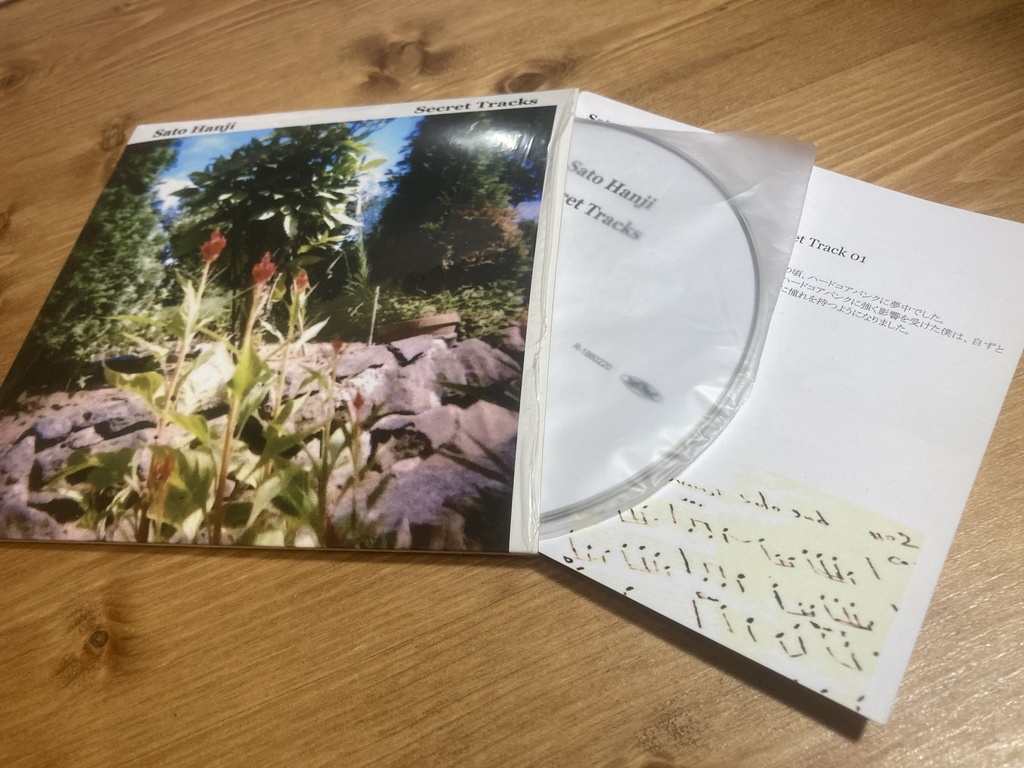 Sato Hanji
Secret Tracks
Sato Hanji
ret Tracks
R-1980220
et Track 01
の頃、ハードコアパンクに夢中でした。
ハードコアパンクに強く影響を受けた僕は、自ずと
に憧れを持つようになりました。
no2